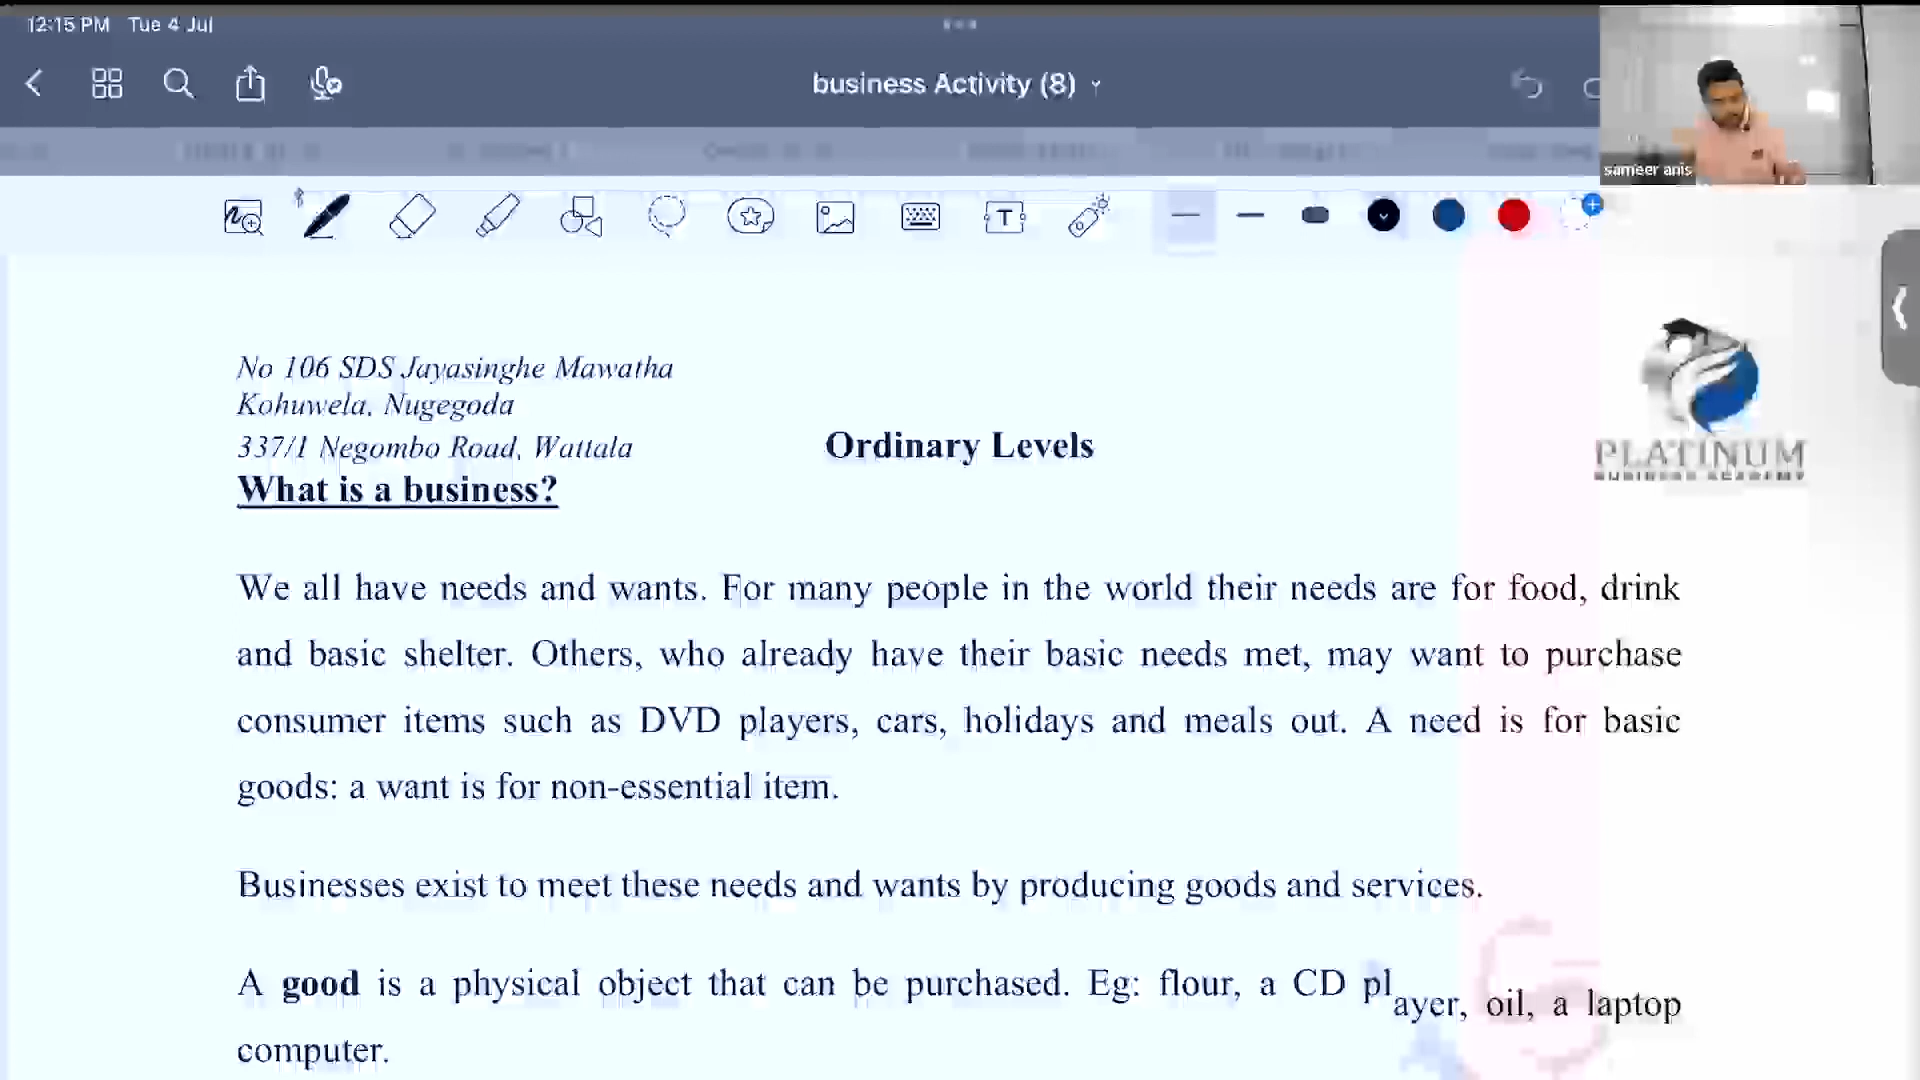 12:15 PM Tue 4 Jul
business Activity (8)
sameer anis
No 106 SDS Jayasinghe Mawatha
Kohuwela, Nugegoda
337/1 Negombo Road, Wattala
Ordinary Levels
PLATINUM
BUSINESS ACADEMY
What is a business?
We all have needs and wants. For many people in the world their needs are for food, drink
and basic shelter. Others, who already have their basic needs met, may want to purchase
consumer items such as DVD players, cars, holidays and meals out. A need is for basic
goods: a want is for non-essential item.
Businesses exist to meet these needs and wants by producing goods and services.
A good is a physical object that can be purchased. Eg: flour, a CD player, oil, a laptop
computer.